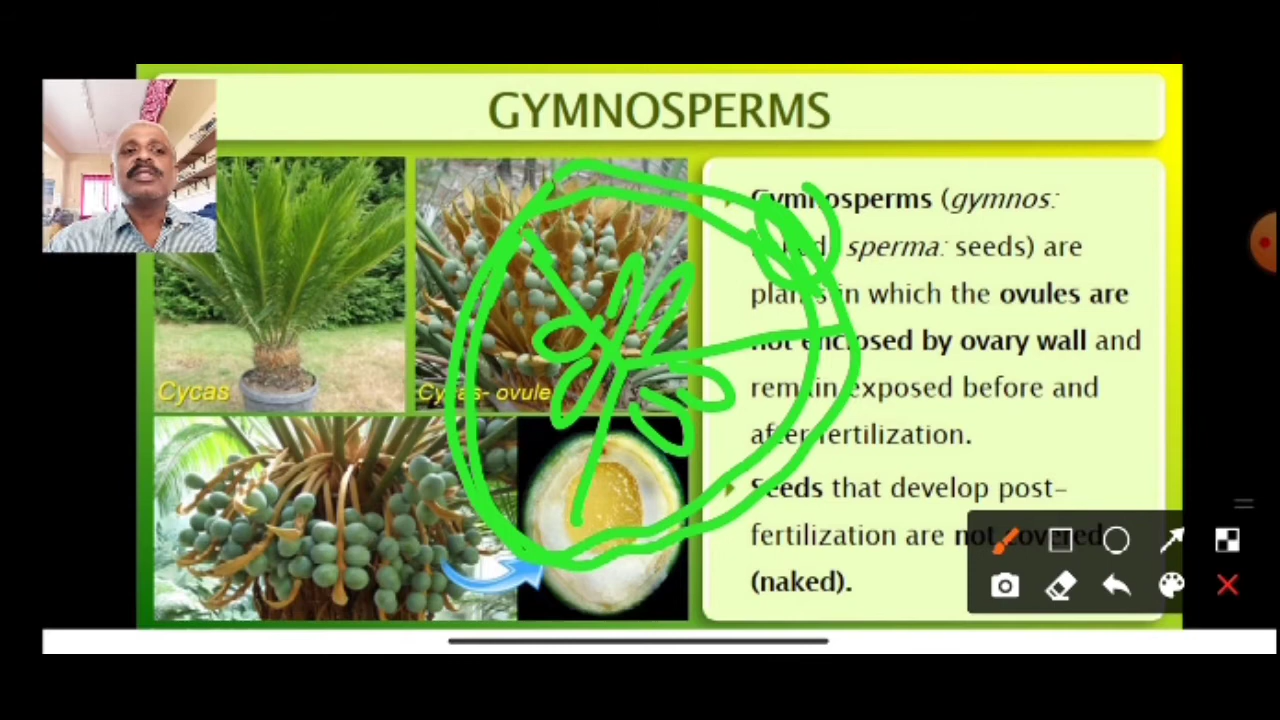 GYMNOSPERMS
Gymnosperms (gymnos:
naked, sperma: seeds) are
plants in which the ovules are
not enclosed by ovary wall and
remain exposed before and
after fertilization.
Seeds that develop post-
fertilization are not covered
(naked).
Cycas
Cycas- ovule